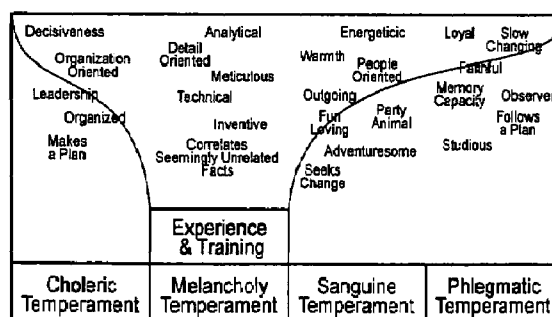 Decisiveness
Organization
Oriented
Leadership
Organized
Makes
a Plan
Analytical
Detail
Oriented
Meticulous
Technical
Inventive
Correlates
Seemingly Unrelated
Facts
Energetic
Warmth
People
Oriented
Outgoing
Fun
Loving
Party
Animal
Adventuresome
Seeks
Change
Loyal
Slow
Changing
Faithful
Memory
Capacity
Observer
Follows
a Plan
Studious
Experience
& Training
Choleric
Temperament
Melancholy
Temperament
Sanguine
Temperament
Phlegmatic
Temperament